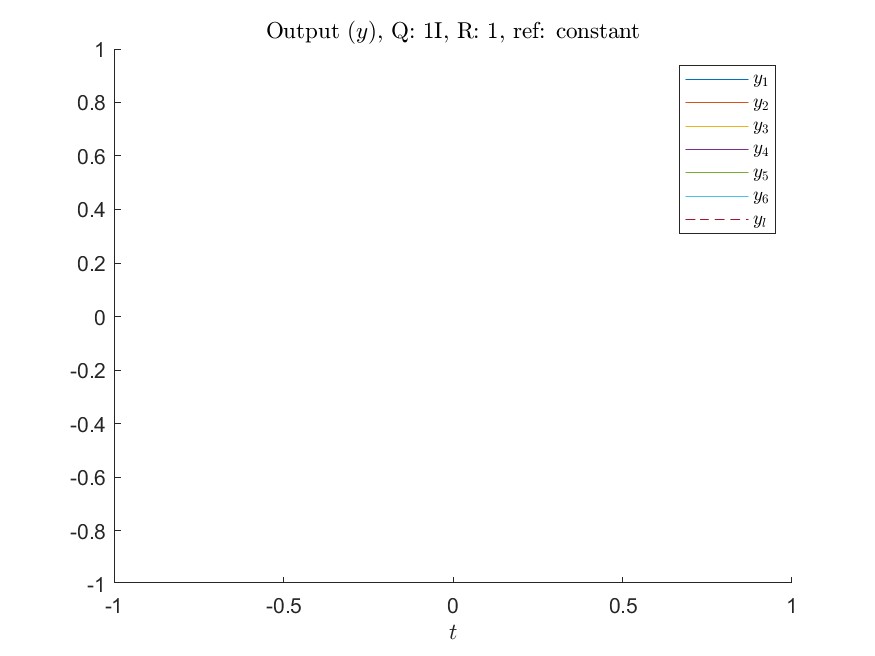 Output (y), Q: 1I, R: 1, ref: constant
1
0.8
0.6
0.4
0.2
0
-0.2
-0.4
-0.6
-0.8
-1
-1 -0.5 0 0.5 1
t
y1
y2
y3
y4
y5
y6
yl